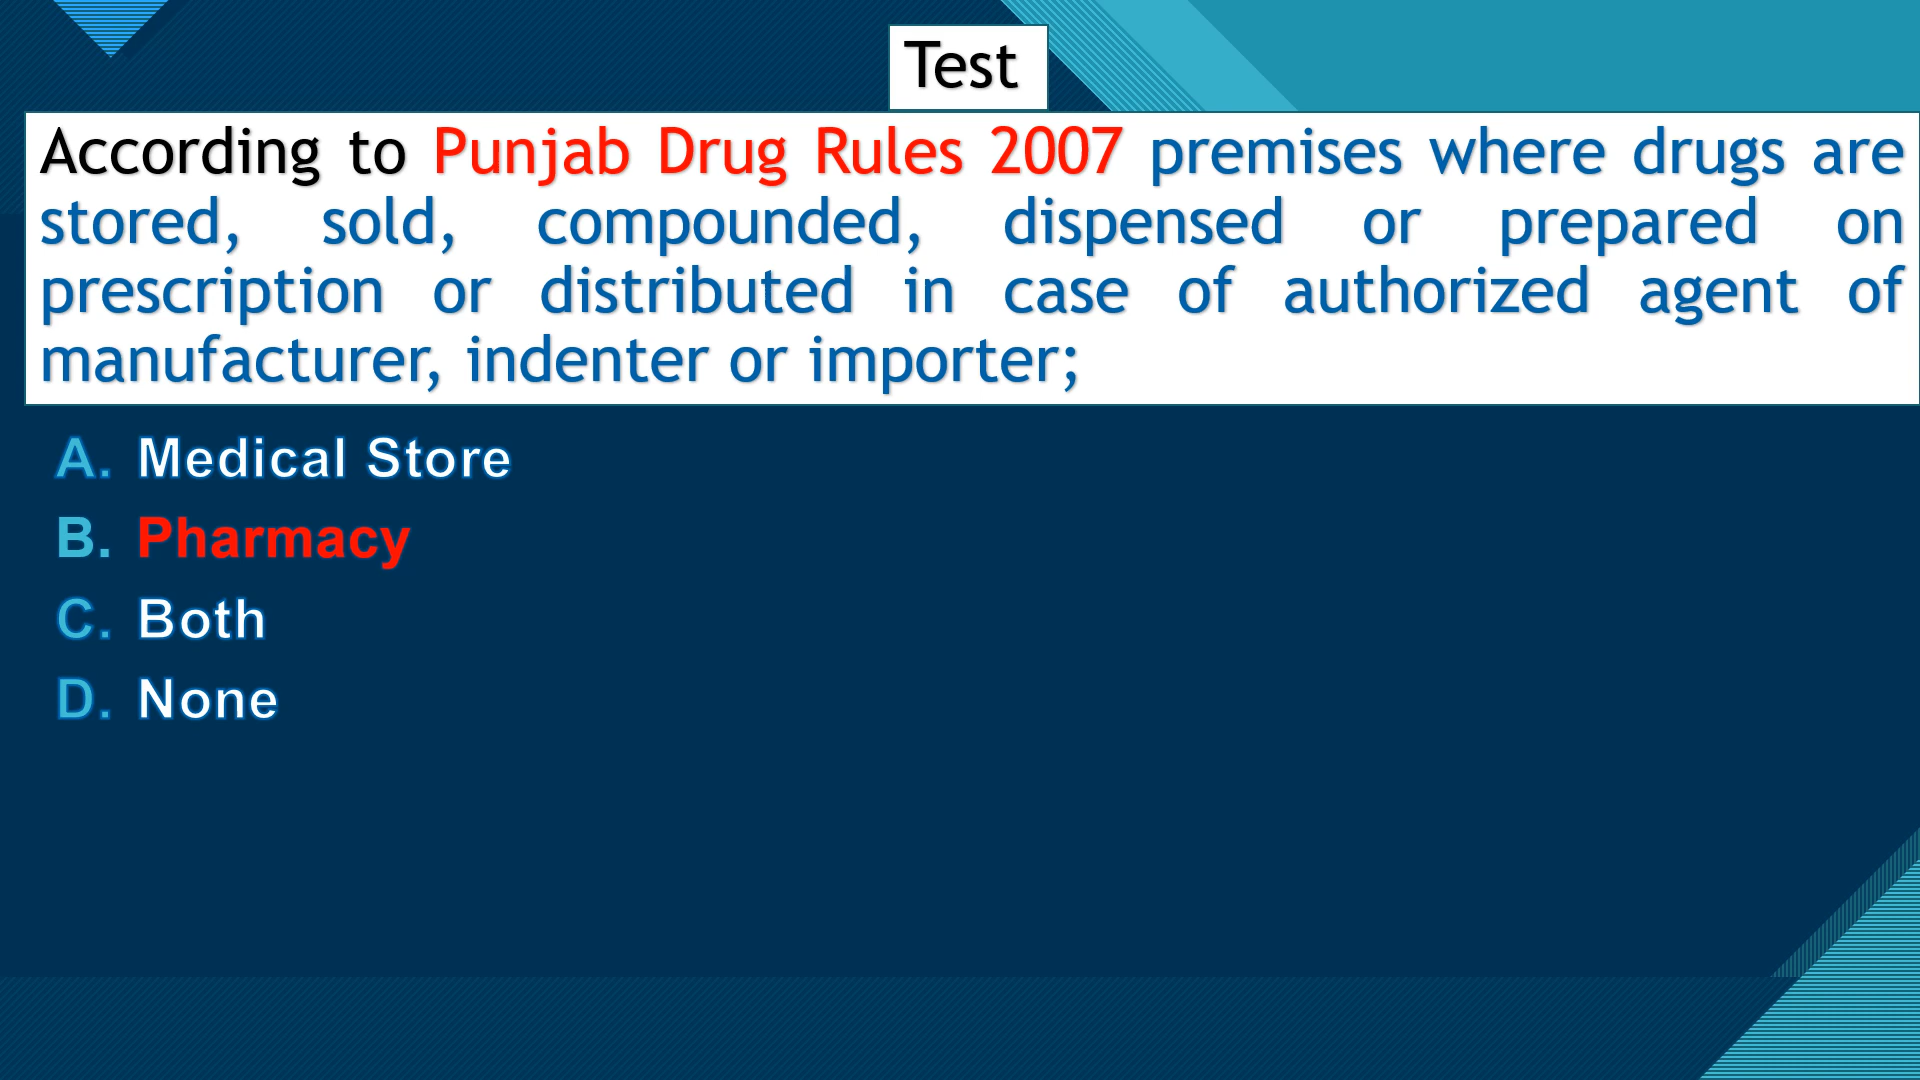 Test
According to Punjab Drug Rules 2007 premises where drugs are
stored, sold, compounded, dispensed or prepared on
prescription or distributed in case of authorized agent of
manufacturer, indenter or importer;
A. Medical Store
B. Pharmacy
C. Both
D. None